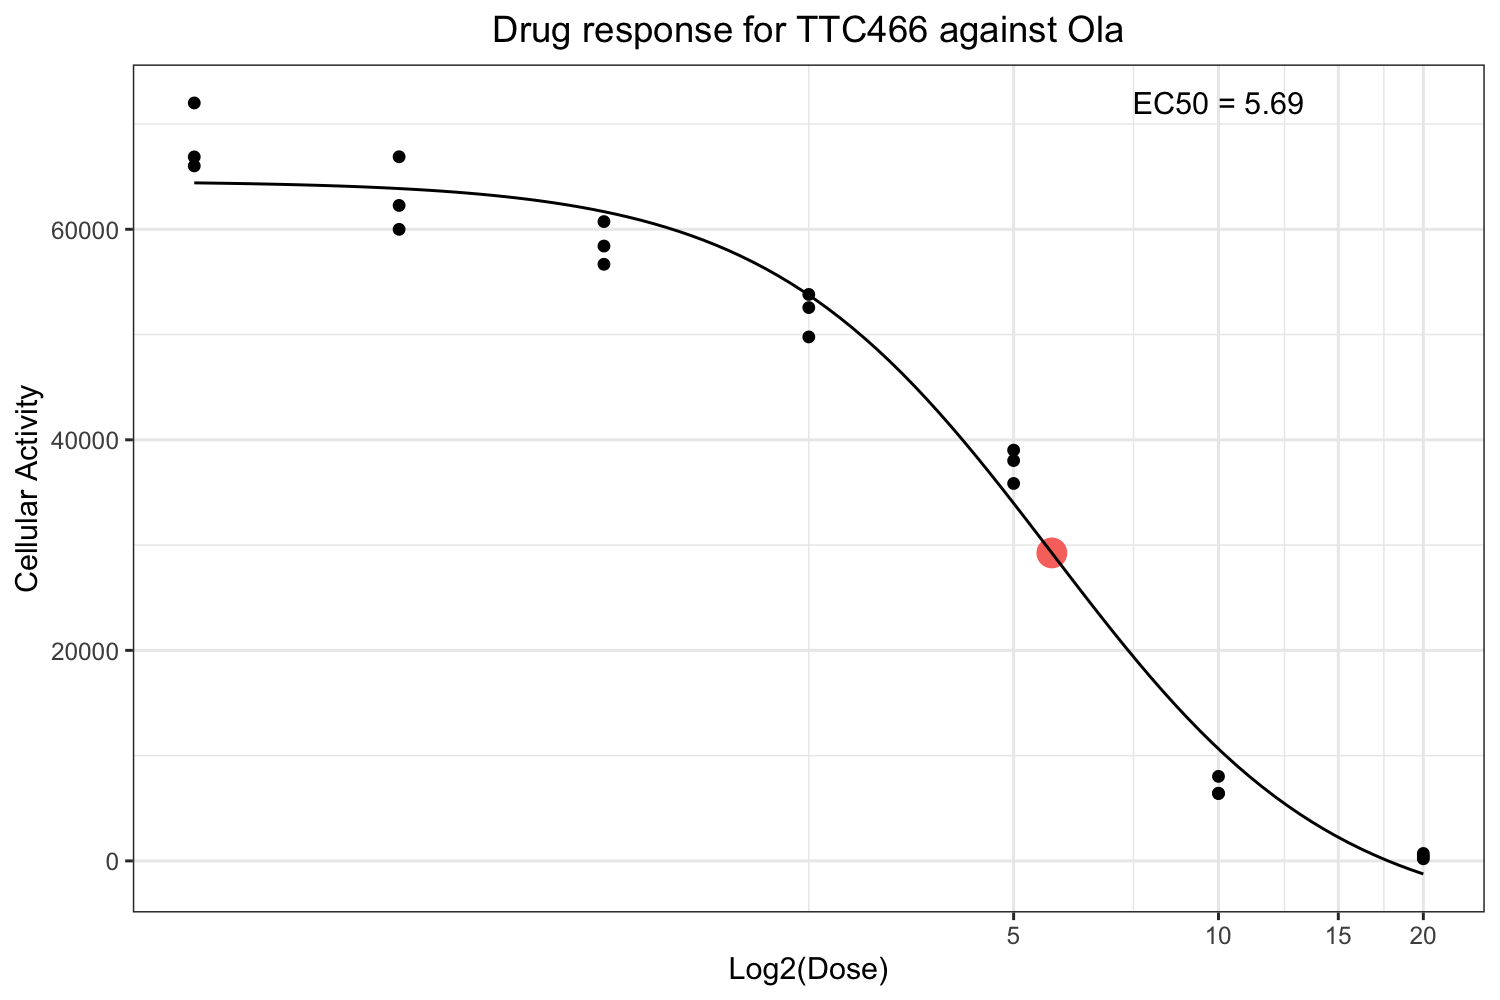 Drug response for TTC466 against Ola
EC50 = 5.69
Cellular Activity
60000
40000
20000
0
5 10 15 20
Log2(Dose)